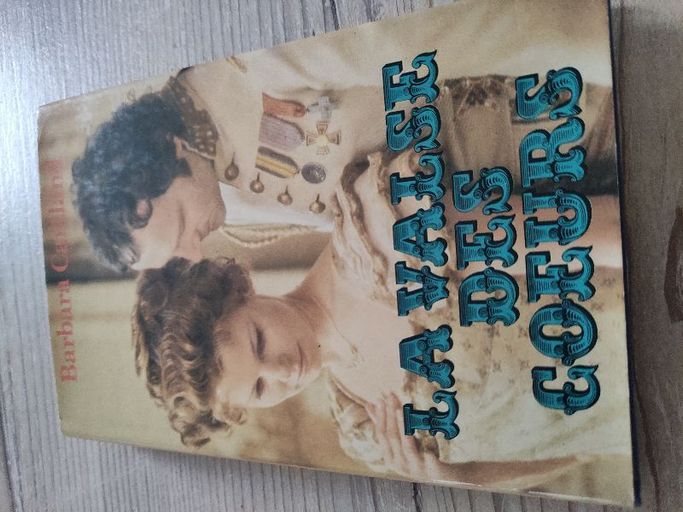 Barbara Cartland
LA VALSE
DES
COEURS